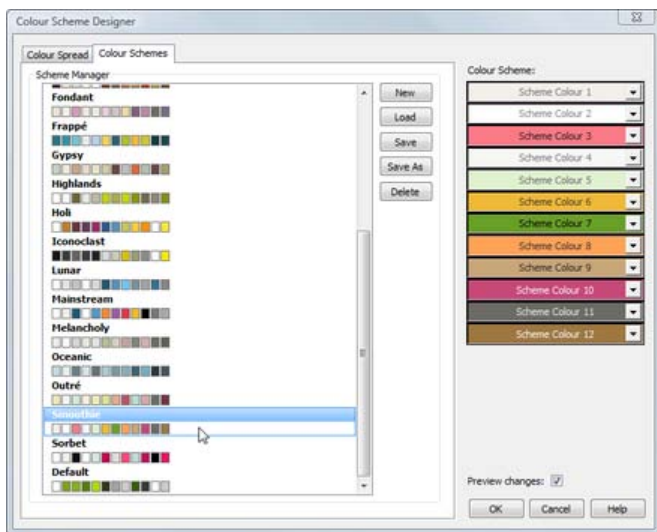 Colour Scheme Designer
Colour Spread
Colour Schemes
Scheme Manager
Fondant
Frappé
Gypsy
Highlands
Holi
Iconoclast
Lunar
Mainstream
Melancholy
Oceanic
Outré
Smoothie
Sorbet
Default
New
Load
Save
Save As
Delete
Colour Scheme:
Scheme Colour 1
Scheme Colour 2
Scheme Colour 3
Scheme Colour 4
Scheme Colour 5
Scheme Colour 6
Scheme Colour 7
Scheme Colour 8
Scheme Colour 9
Scheme Colour 10
Scheme Colour 11
Scheme Colour 12
Preview changes:
OK
Cancel
Help